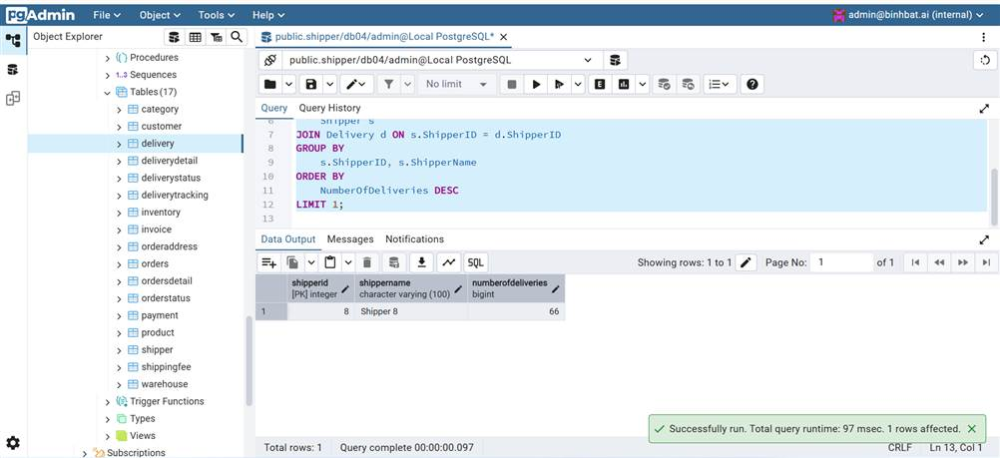 pgAdmin File Object Tools Help admin@binhbat.ai (internal)
Object Explorer
public.shipper/db04/admin@Local PostgreSQL*
public.shipper/db04/admin@Local PostgreSQL
No limit
E
Query Query History
Procedures
1..3 Sequences
Tables (17)
category
customer
delivery
deliverydetail
deliverystatus
deliverytracking
inventory
invoice
orderaddress
orders
ordersdetail
orderstatus
payment
product
shipper
shippingfee
warehouse
Trigger Functions
Types
Views
Subscriptions
6 Shipper s
7 JOIN Delivery d ON s.ShipperID = d.ShipperID
8 GROUP BY
9 s.ShipperID, s.ShipperName
10 ORDER BY
11 NumberOfDeliveries DESC
12 LIMIT 1;
13
Data Output Messages Notifications
SQL Showing rows: 1 to 1 Page No: 1 of 1
shipperid shippername numberofdeliveries
[PK] integer character varying (100) bigint
1 8 Shipper 8 66
Successfully run. Total query runtime: 97 msec. 1 rows affected.
Total rows: 1 Query complete 00:00:00.097 CRLF Ln 13, Col 1